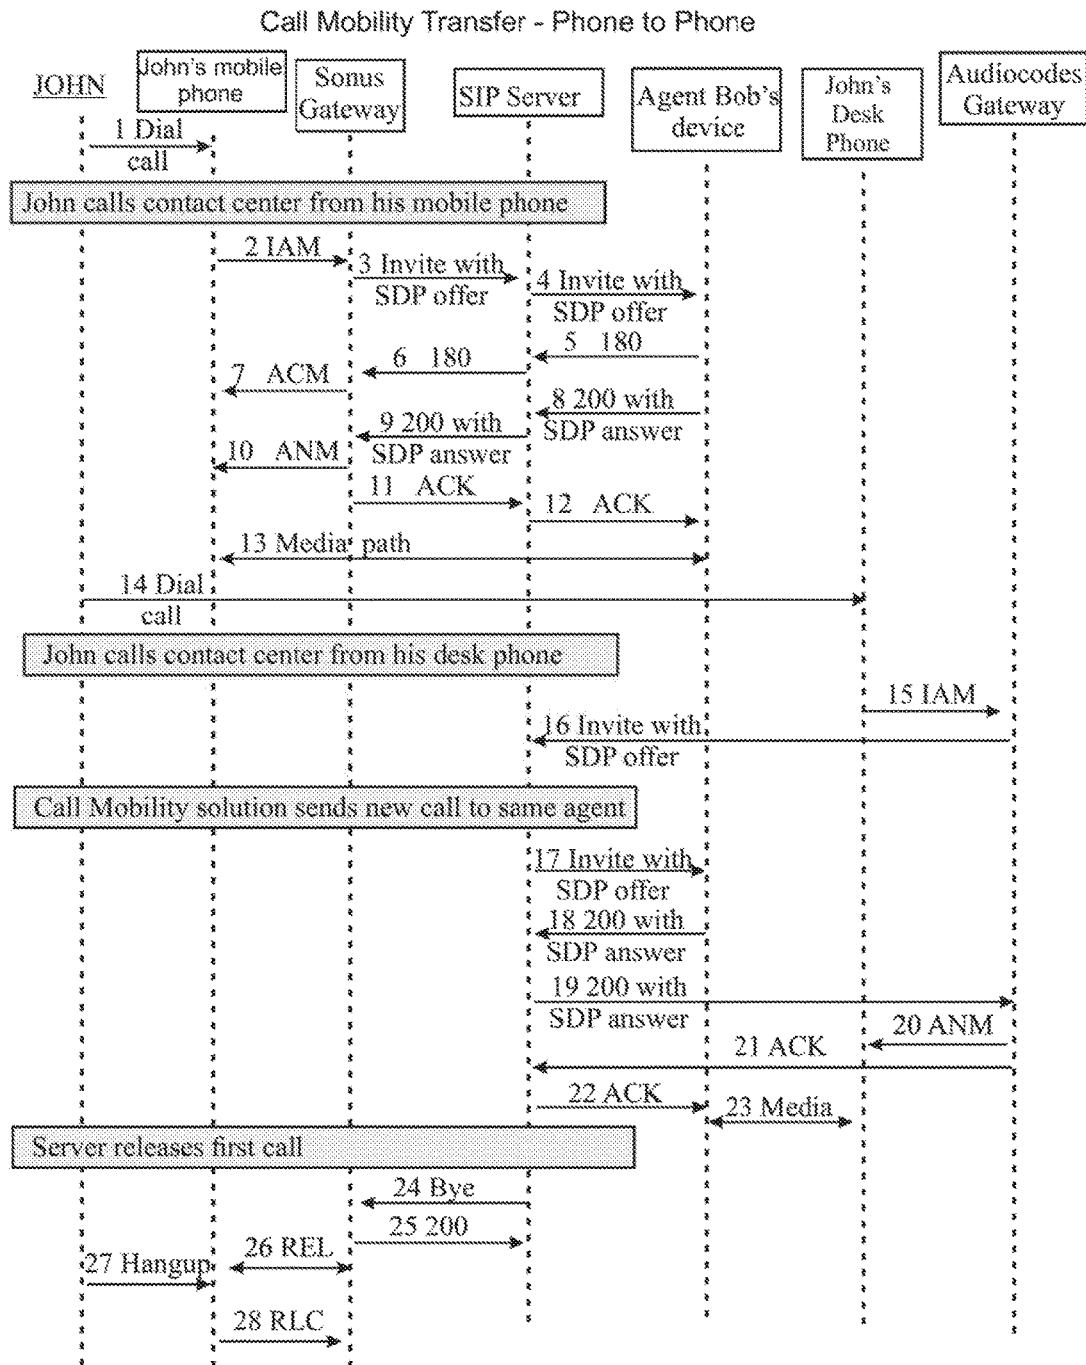 Call Mobility Transfer - Phone to Phone
JOHN
John's mobile
phone
Sonus
Gateway
SIP Server
Agent Bob's
device
John's
Desk
Phone
Audiocodes
Gateway
1 Dial
call
John calls contact center from his mobile phone
2 IAM
3 Invite with
SDP offer
4 Invite with
SDP offer
5 180
6 180
7 ACM
8 200 with
SDP answer
9 200 with
SDP answer
10 ANM
11 ACK
12 ACK
13 Media path
14 Dial
call
John calls contact center from his desk phone
15 IAM
16 Invite with
SDP offer
Call Mobility solution sends new call to same agent
17 Invite with
SDP offer
18 200 with
SDP answer
19 200 with
SDP answer
20 ANM
21 ACK
22 ACK
23 Media
Server releases first call
24 Bye
25 200
26 REL
27 Hangup
28 RLC